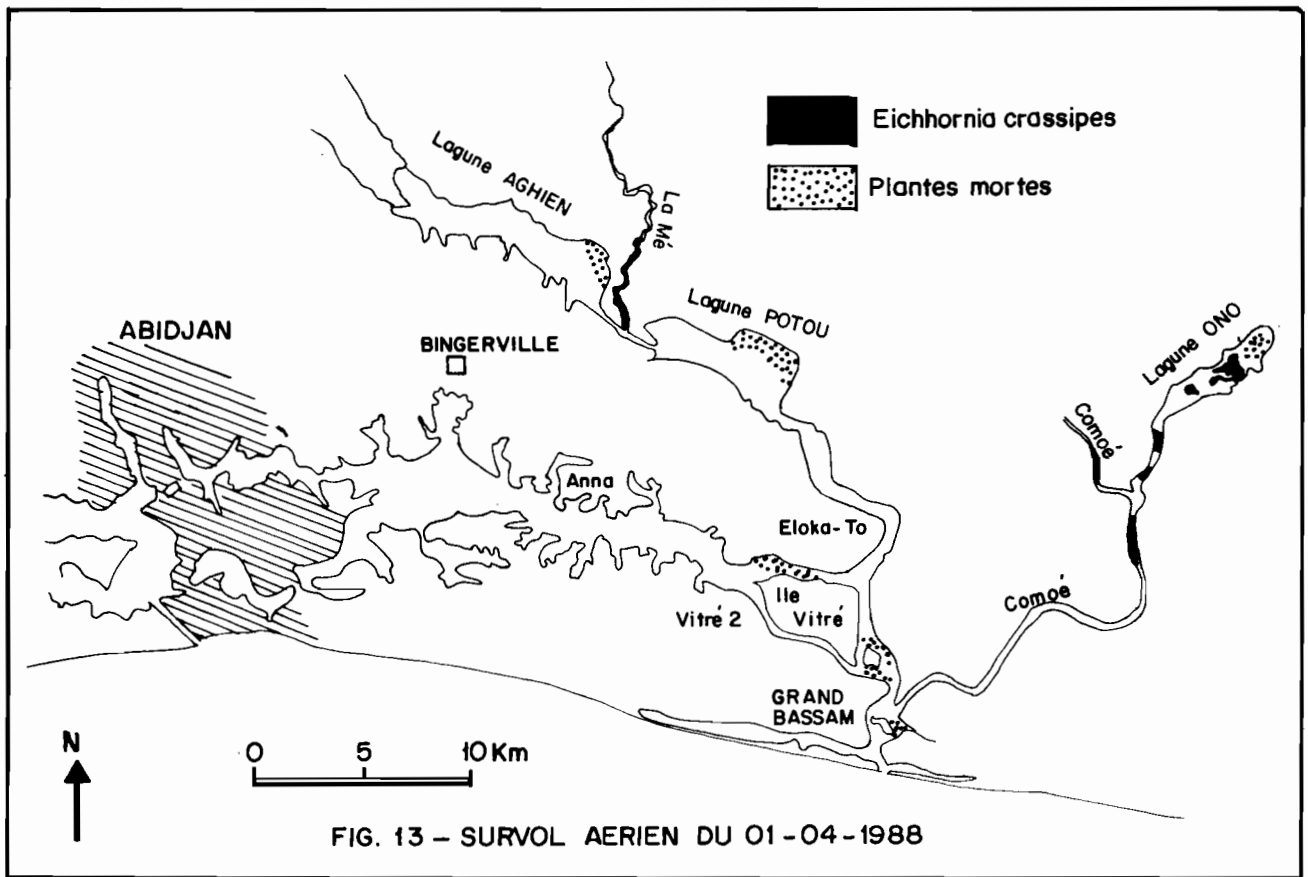 Eichhornia crassipes
Plantes mortes
Lagune AGHIEN
La Mé
Lagune POTOU
Lagune ONO
ABIDJAN
BINGERVILLE
Comoé
Anna
Eloka-To
Ile
Vitré
Vitré 2
Comoé
GRAND
BASSAM
N
0 5 10 Km
FIG. 13 - SURVOL AERIEN DU 01-04-1988